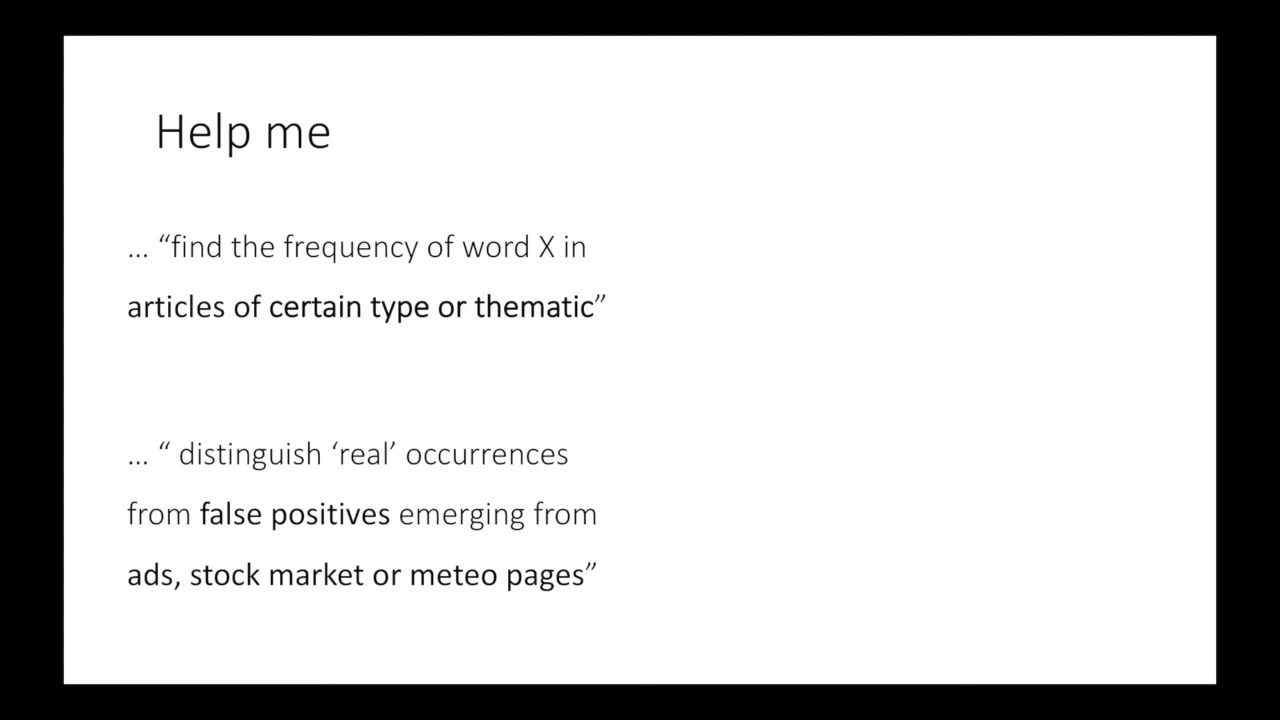 Help me
... “find the frequency of word X in
articles of certain type or thematic”
... “ distinguish ‘real’ occurrences
from false positives emerging from
ads, stock market or meteo pages”